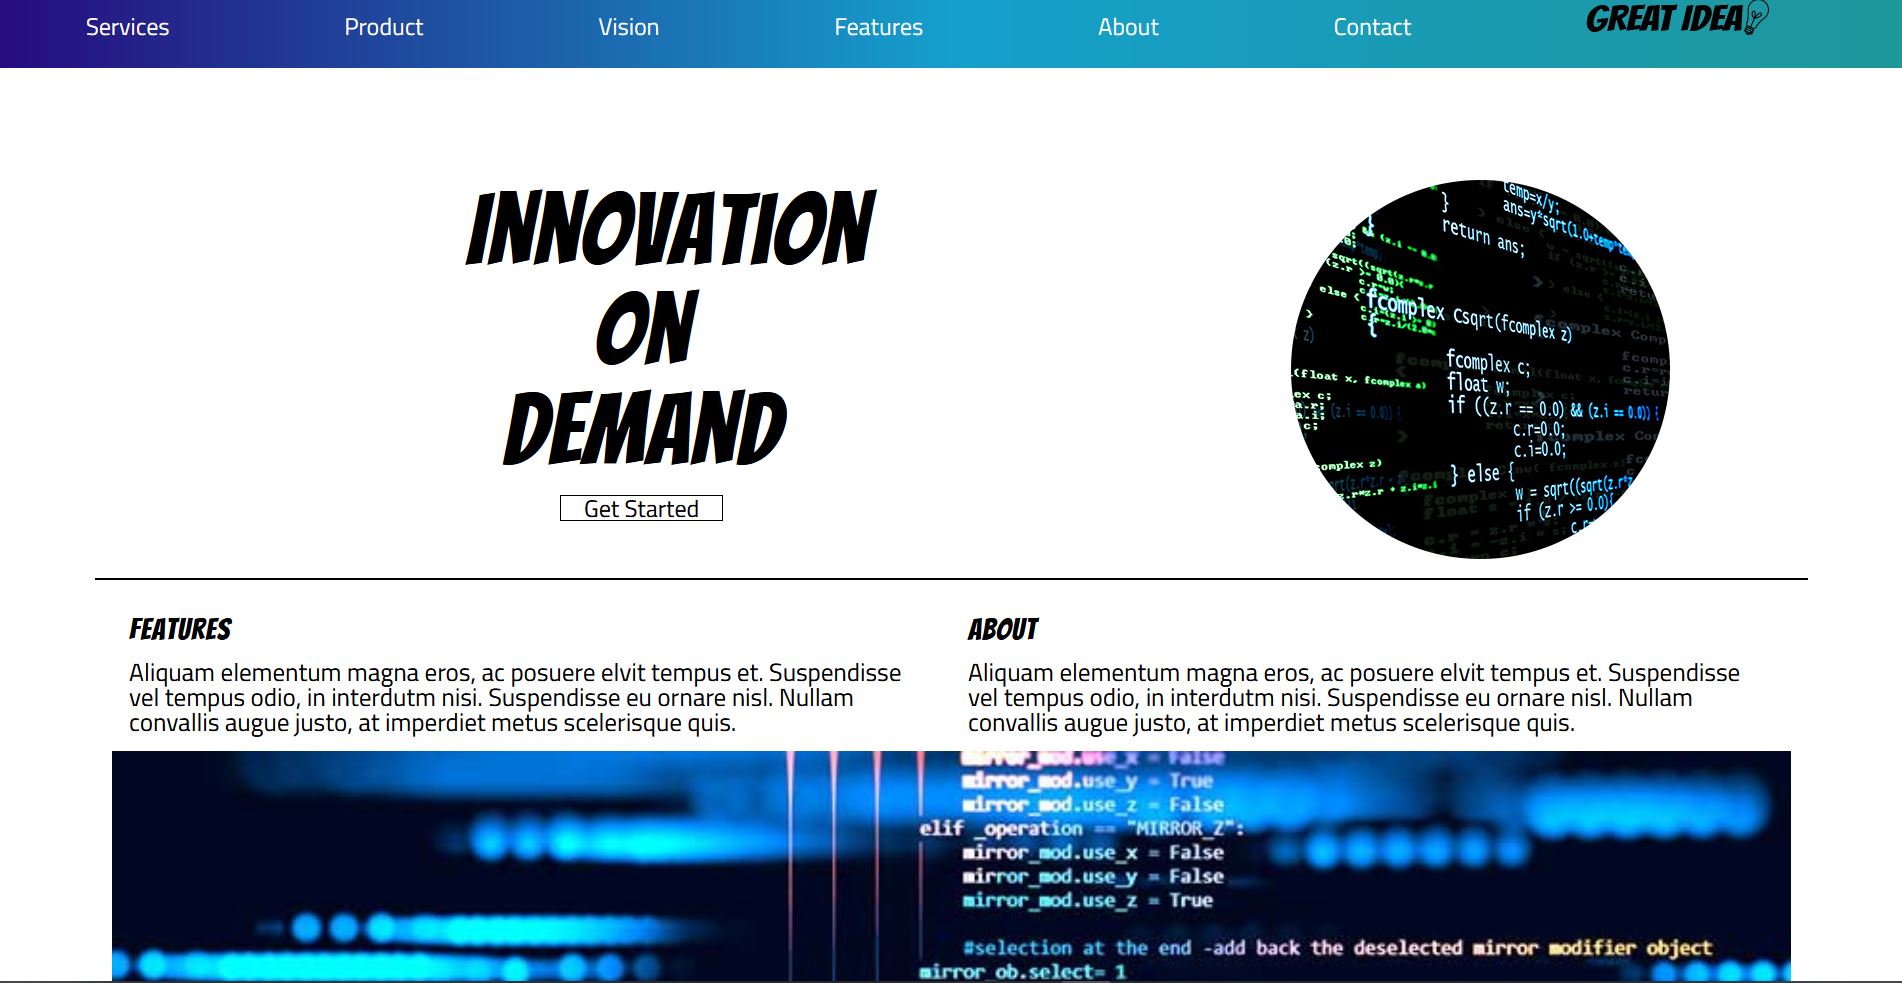 Services Product Vision Features About Contact GREAT IDEA
INNOVATION
ON
DEMAND
Get Started
temp=x/y;
}
return ans;
else {
fcomplex Csqrt(fcomplex z)
{
fcomplex c;
float w;
if ((z.r == 0.0) && (z.i == 0.0)) {
c.r=0.0;
c.i=0.0;
} else {
w = sqrt((sqrt(z.r*z
if (z.r >= 0.0){
(float x, fcomplex a)
FEATURES
Aliquam elementum magna eros, ac posuere elvit tempus et. Suspendisse
vel tempus odio, in interdutm nisi. Suspendisse eu ornare nisl. Nullam
convallis augue justo, at imperdiet metus scelerisque quis.
ABOUT
Aliquam elementum magna eros, ac posuere elvit tempus et. Suspendisse
vel tempus odio, in interdutm nisi. Suspendisse eu ornare nisl. Nullam
convallis augue justo, at imperdiet metus scelerisque quis.
mirror_mod.use_x = False
mirror_mod.use_y = True
mirror_mod.use_z = False
elif _operation == "MIRROR_Z":
mirror_mod.use_x = False
mirror_mod.use_y = False
mirror_mod.use_z = True
#selection at the end -add back the deselected mirror modifier object
mirror_ob.select= 1